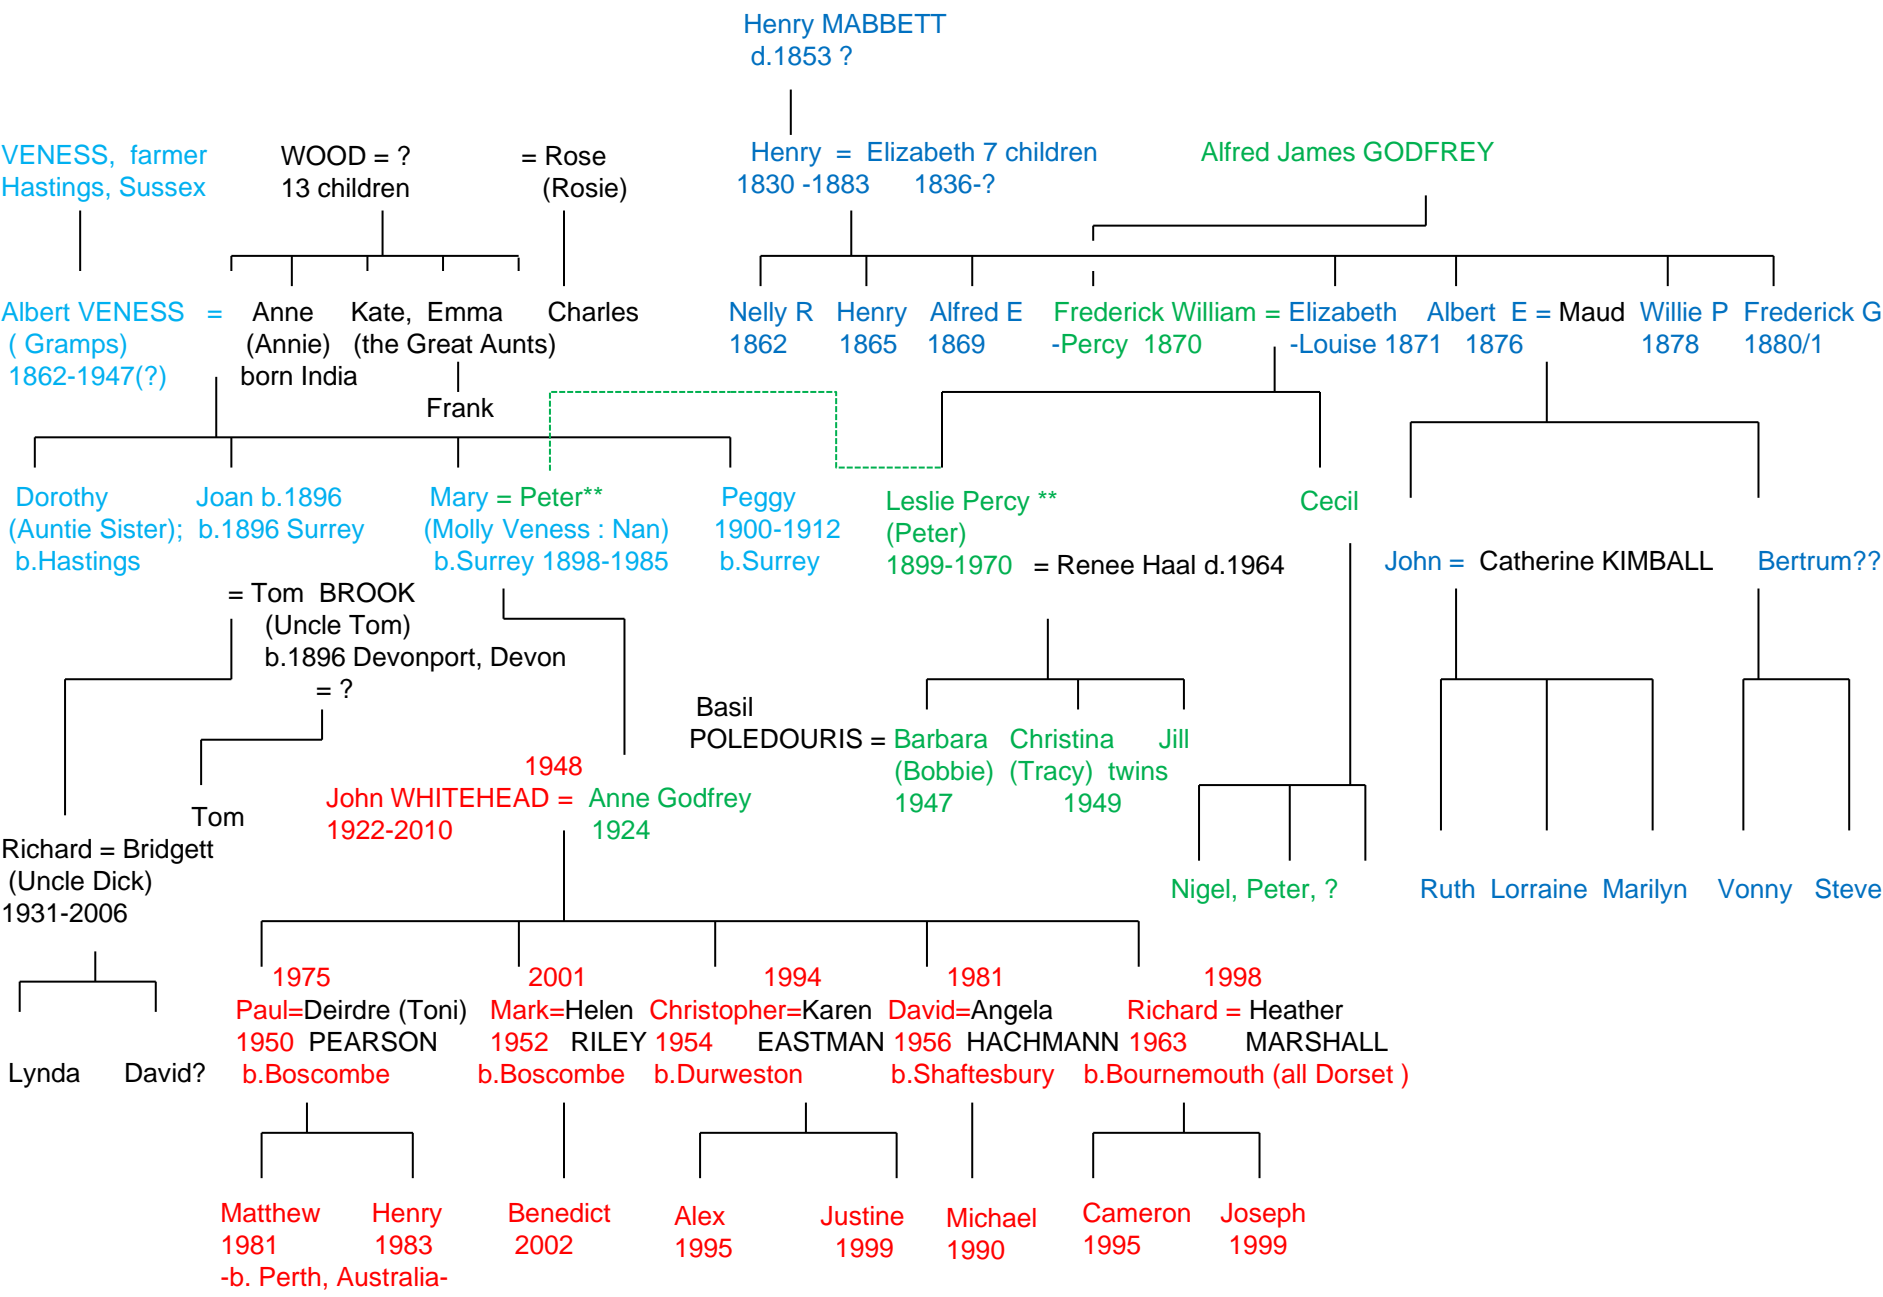 Henry MABBETT
d.1853 ?
VENESS, farmer
Hastings, Sussex
WOOD = ?
13 children
= Rose
(Rosie)
Henry = Elizabeth 7 children
1830 -1883 1836-?
Alfred James GODFREY
Albert VENESS =
( Gramps)
1862-1947(?)
Anne
(Annie)
born India
Kate, Emma
(the Great Aunts)
Charles
Frank
Nelly R
1862
Henry
1865
Alfred E
1869
Frederick William =
-Percy 1870
Elizabeth
-Louise 1871
Albert E = Maud
1876
Willie P
1878
Frederick G
1880/1
Dorothy
(Auntie Sister);
b.Hastings
Joan b.1896
b.1896 Surrey
Mary = Peter**
(Molly Veness : Nan)
b.Surrey 1898-1985
Peggy
1900-1912
b.Surrey
Leslie Percy **
(Peter)
1899-1970 = Renee Haal d.1964
Cecil
John = Catherine KIMBALL
Bertrum??
= Tom BROOK
(Uncle Tom)
b.1896 Devonport, Devon
= ?
Basil
POLEDOURIS =
Barbara
(Bobbie)
1947
Christina Jill
(Tracy) twins
1949
Tom
1948
John WHITEHEAD = Anne Godfrey
1922-2010 1924
Richard = Bridgett
(Uncle Dick)
1931-2006
Nigel, Peter, ?
Ruth Lorraine Marilyn
Vonny Steve
Lynda David?
1975
Paul=Deirdre (Toni)
1950 PEARSON
b.Boscombe
2001
Mark=Helen
1952 RILEY
b.Boscombe
1994
Christopher=Karen
1954 EASTMAN
b.Durweston
1981
David=Angela
1956 HACHMANN
b.Shaftesbury
1998
Richard = Heather
1963 MARSHALL
b.Bournemouth (all Dorset )
Matthew Henry
1981 1983
-b. Perth, Australia-
Benedict
2002
Alex
1995
Justine
1999
Michael
1990
Cameron
1995
Joseph
1999